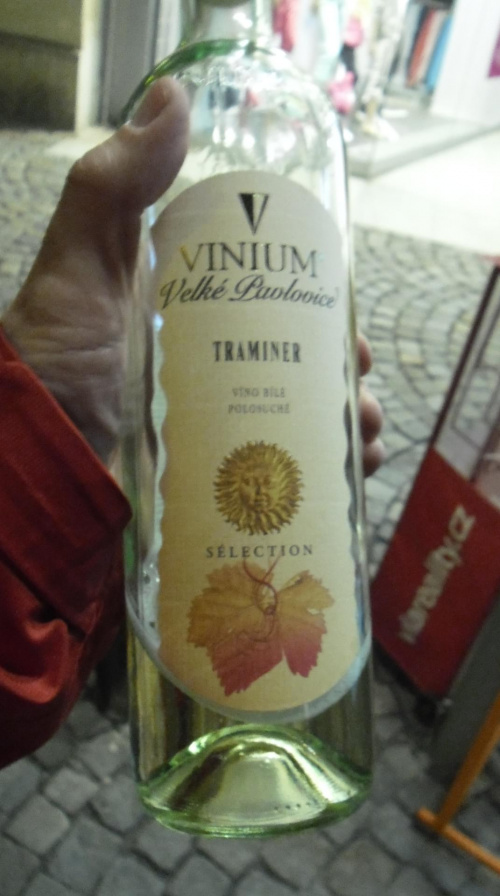 VINIUM
Velké Pavlovice
TRAMINER
VÍNO BÍLÉ
POLOSUCHÉ
SÉLECTION